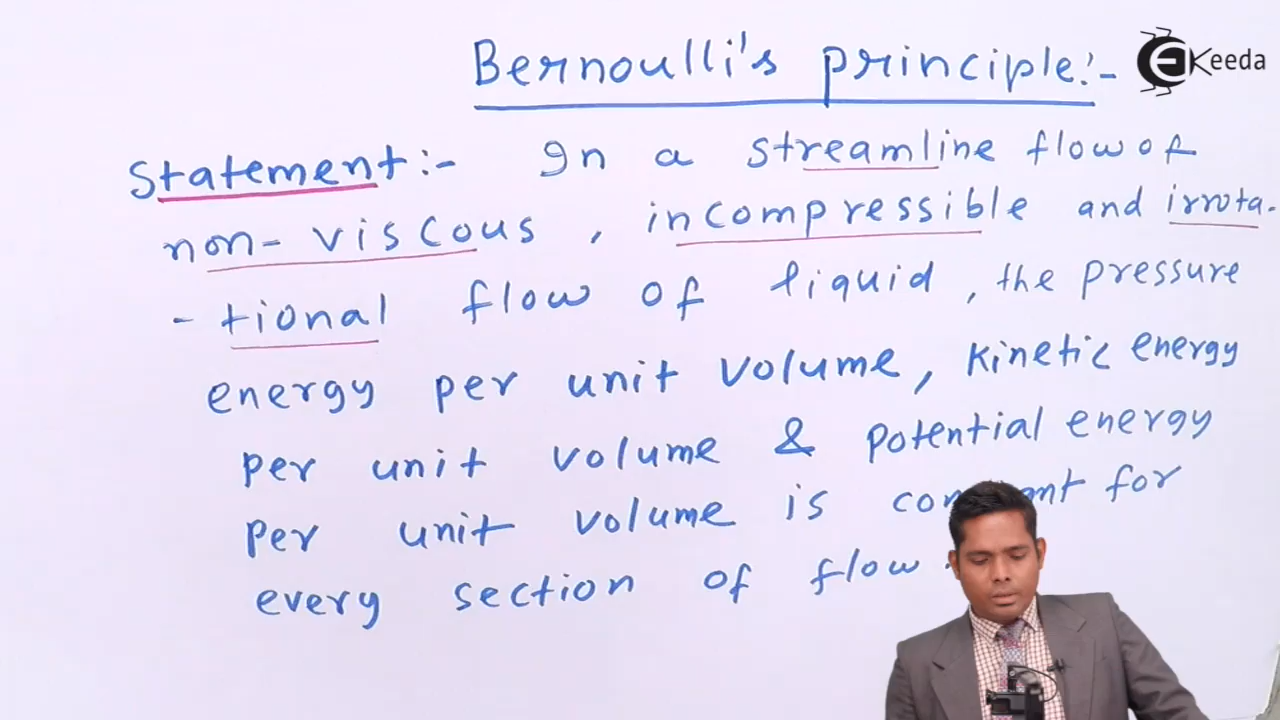 Bernoulli's principle:-
EKeeda
Statement:- In a streamline flow of
non-viscous, incompressible and irrota-
-tional flow of liquid, the pressure
energy per unit volume, kinetic energy
per unit volume & potential energy
per unit volume is for
every section of flow.